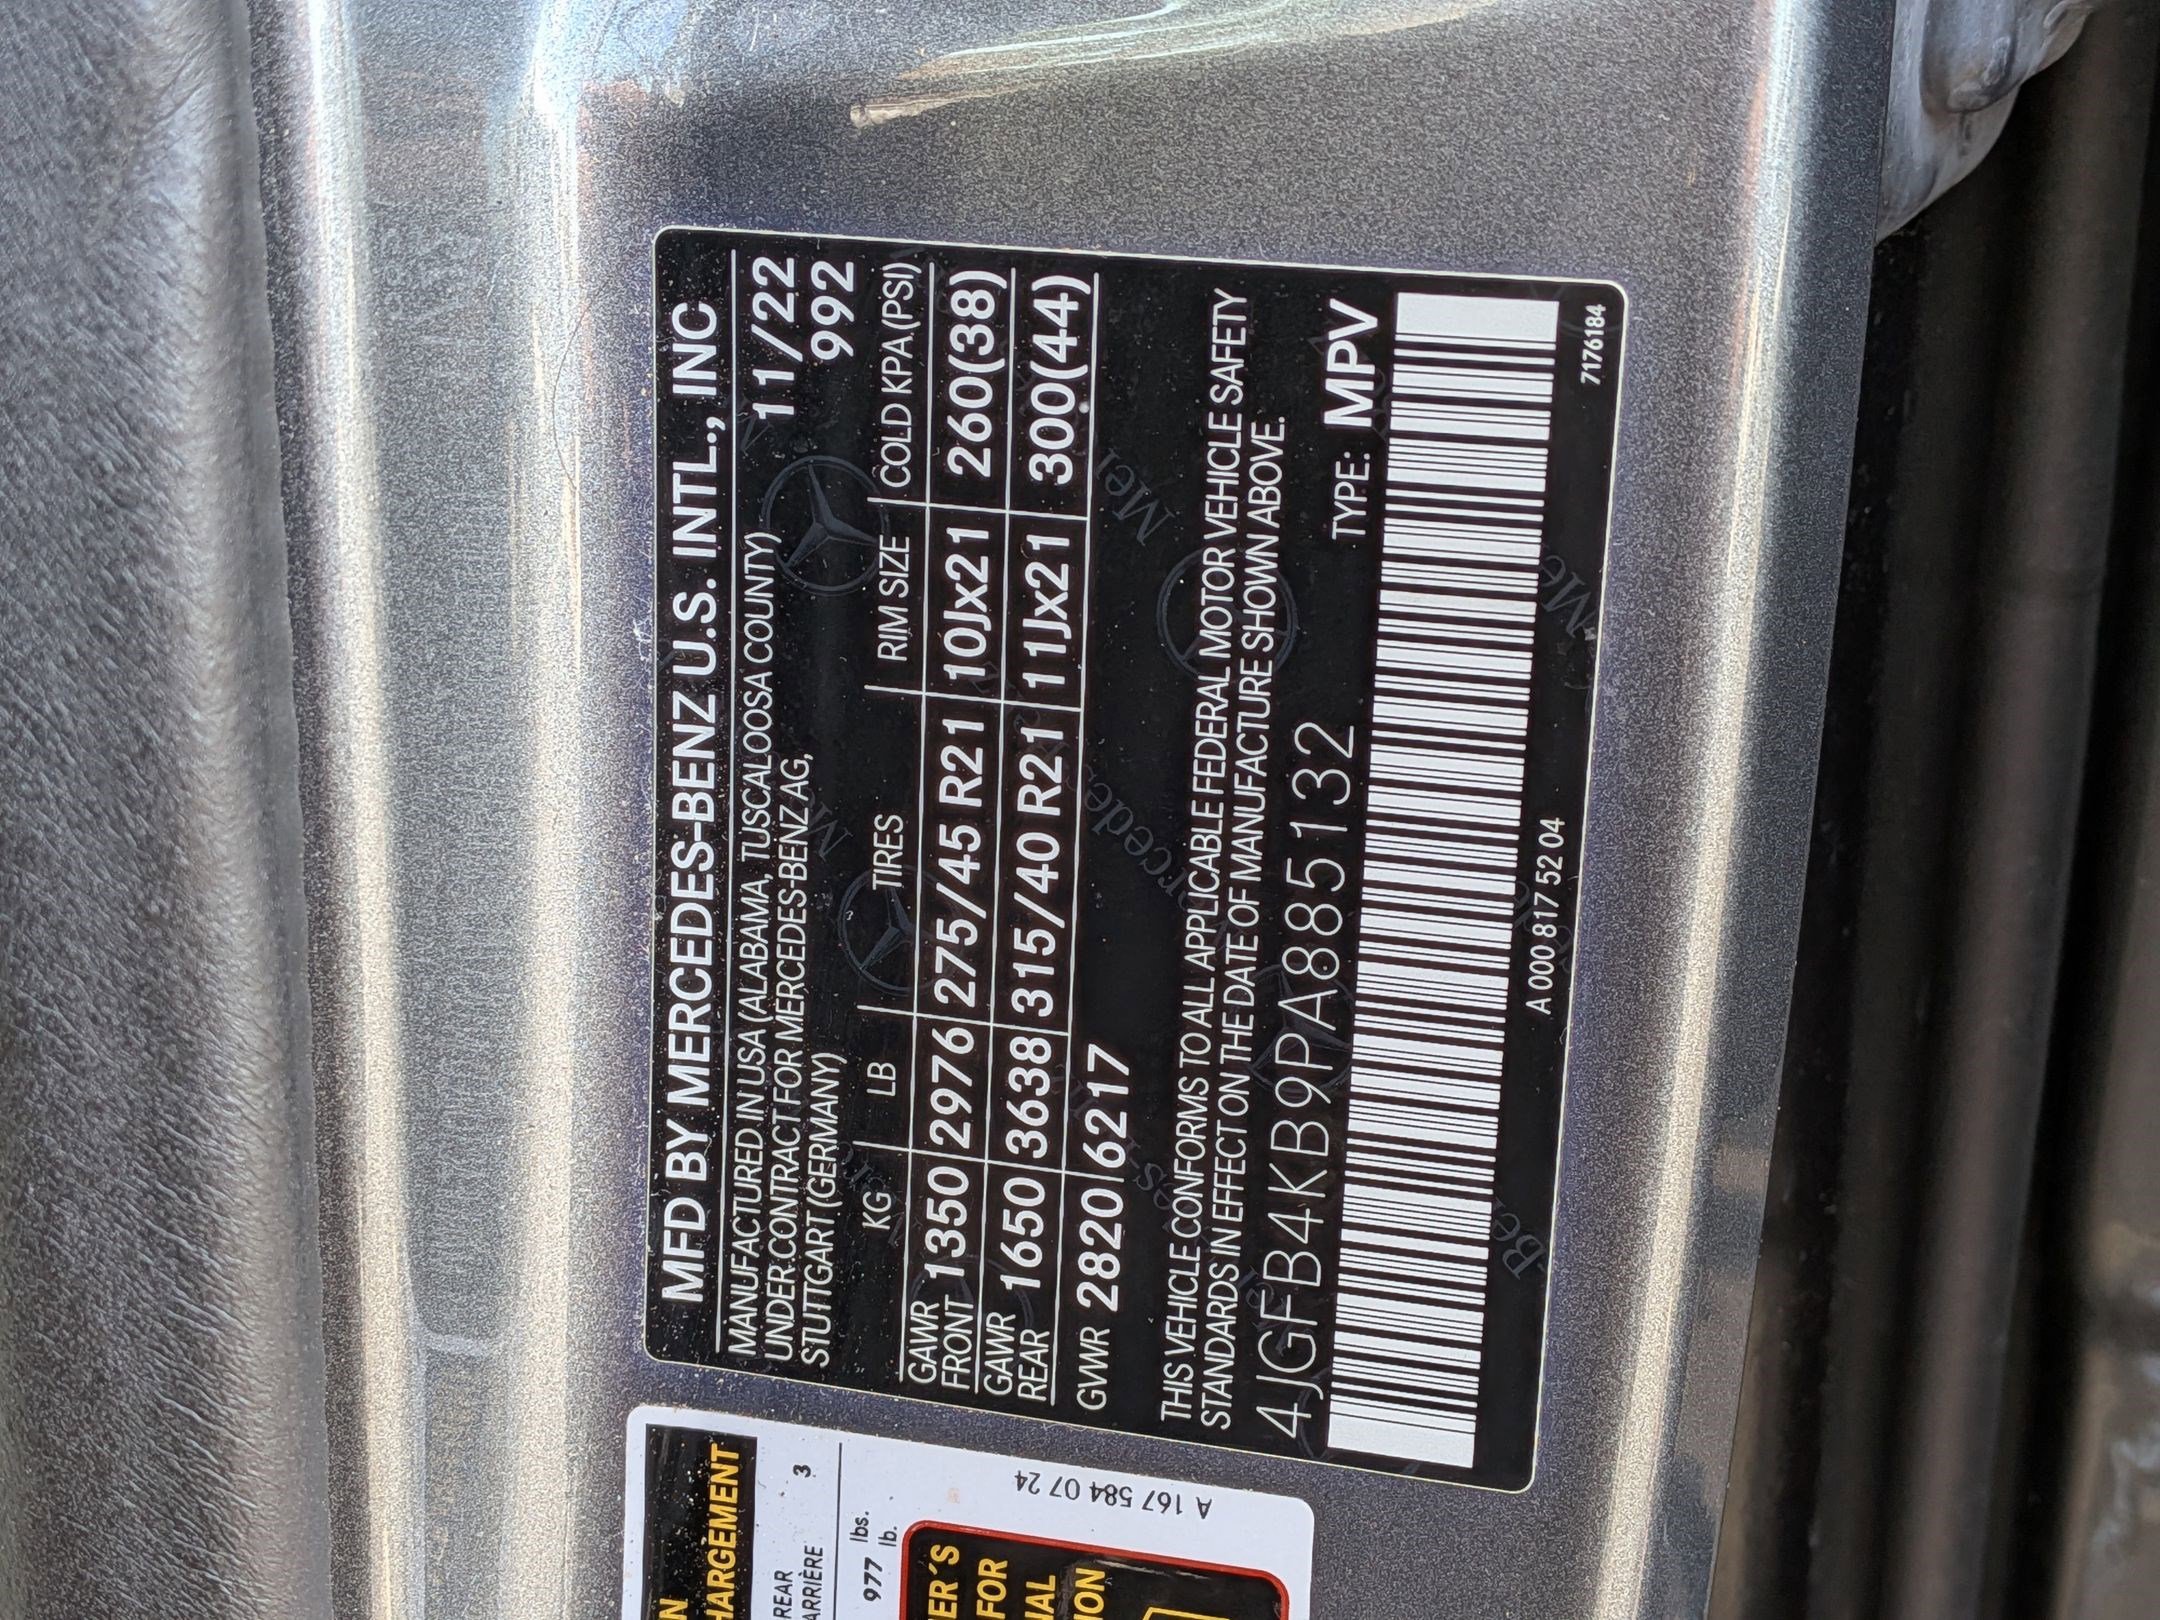 MFD BY MERCEDES-BENZ U.S. INTL., INC
MANUFACTURED IN USA (ALABAMA, TUSCALOOSA COUNTY) 11/22
UNDER CONTRACT FOR MERCEDES-BENZ AG, 992
STUTTGART (GERMANY)
KG LB TIRES RIM SIZE COLD KPA (PSI)
GAWR FRONT 1350 2976 275/45 R21 10Jx21 260(38)
GAWR REAR 1650 3638 315/40 R21 11Jx21 300(44)
GVWR 2820 6217
THIS VEHICLE CONFORMS TO ALL APPLICABLE FEDERAL MOTOR VEHICLE SAFETY
STANDARDS IN EFFECT ON THE DATE OF MANUFACTURE SHOWN ABOVE.
4JGFB4KB9PA885132 TYPE: MPV
A 000 817 52 04 7176184
REAR 3
977 lbs.
lb.
FOR
A 167 584 07 24